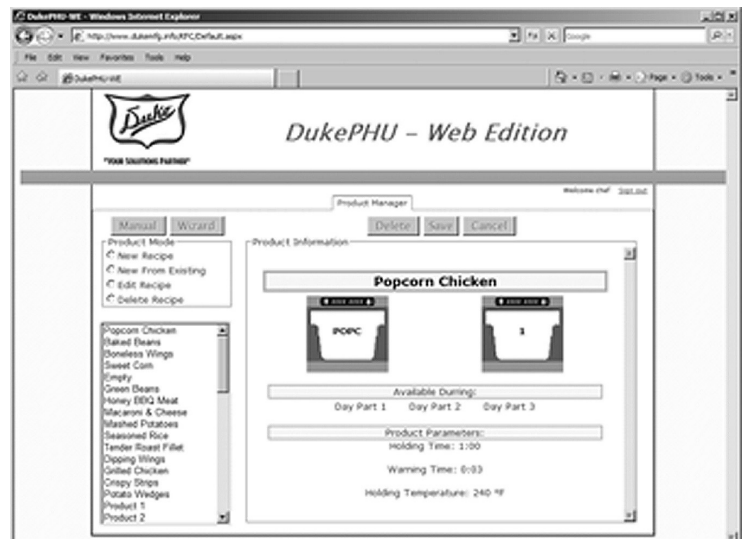 DukePHU-WE - Windows Internet Explorer
http://www.dukemfg.info/KFC/Default.aspx
Google
File Edit View Favorites Tools Help
DukePHU-WE
Page Tools
Duke
"YOUR SOLUTIONS PARTNER"
DukePHU – Web Edition
Welcome chef Sign out
Product Manager
Manual Wizard Delete Save Cancel
Product Mode
New Recipe
New From Existing
Edit Recipe
Delete Recipe
Popcorn Chicken
Baked Beans
Boneless Wings
Sweet Corn
Empty
Green Beans
Honey BBQ Meat
Macaroni & Cheese
Mashed Potatoes
Seasoned Rice
Tender Roast Fillet
Dipping Wings
Grilled Chicken
Crispy Strips
Potato Wedges
Product 1
Product 2
Product Information
Popcorn Chicken
POPC 1
Available Durring:
Day Part 1 Day Part 2 Day Part 3
Product Parameters:
Holding Time: 1:00
Warning Time: 0:03
Holding Temperature: 240 °F